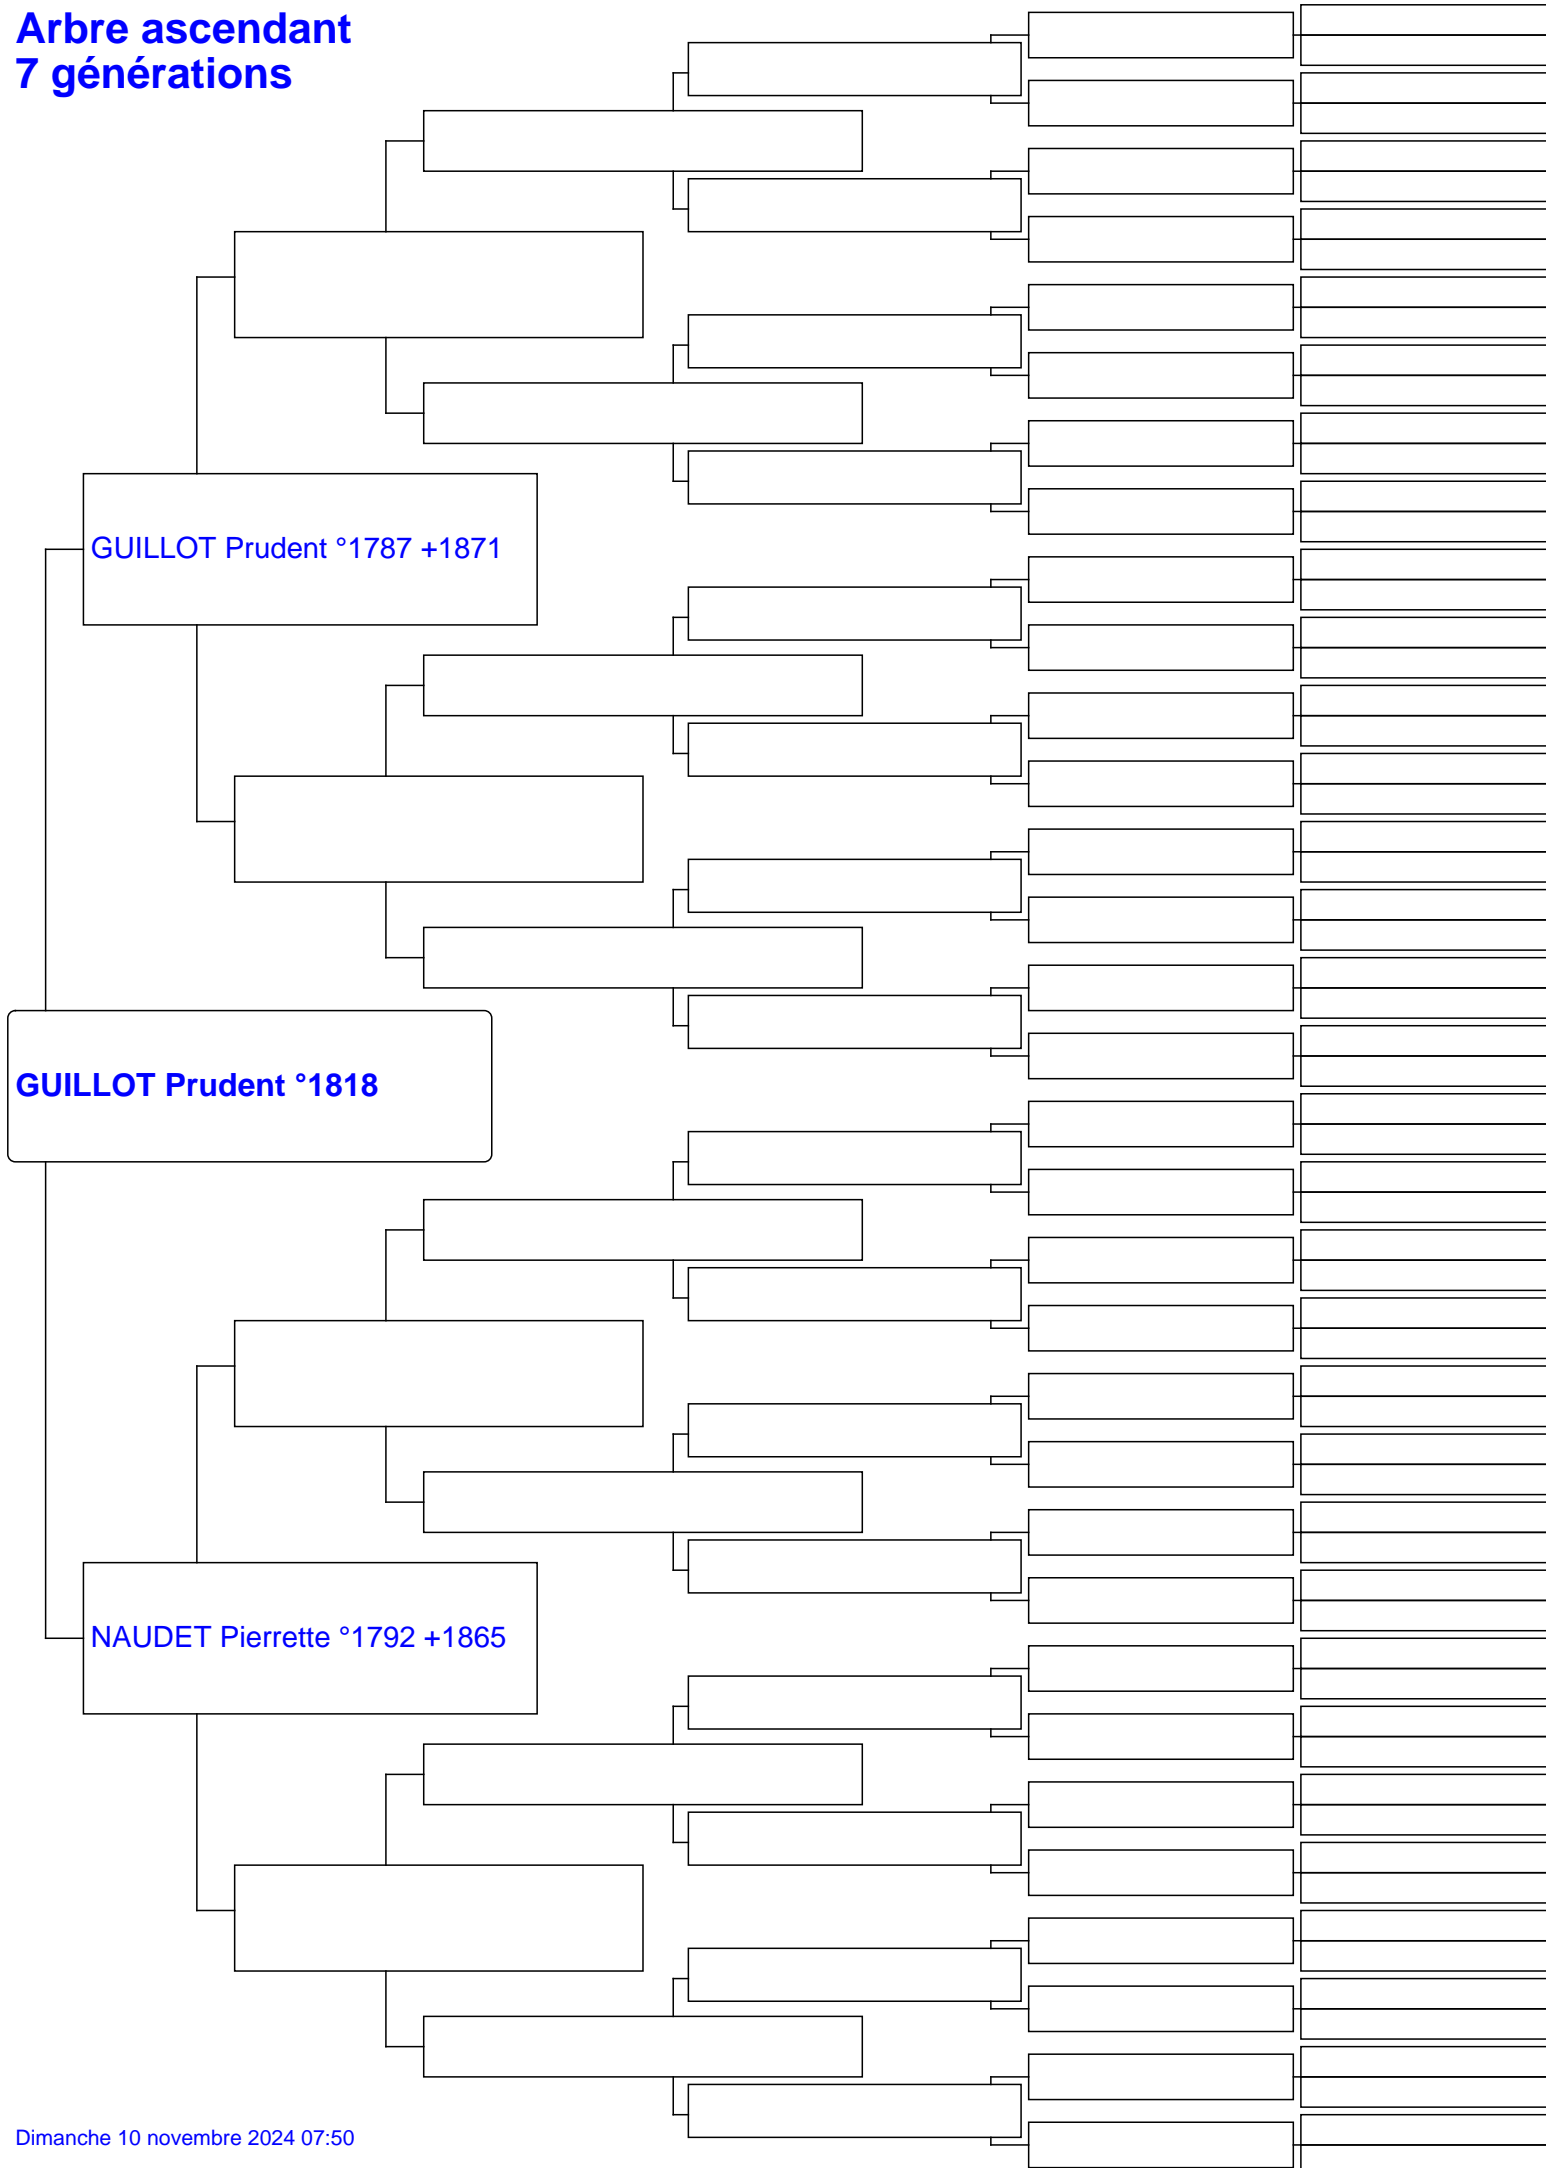 Arbre ascendant
7 générations
GUILLOT Prudent °1787 +1871
GUILLOT Prudent °1818
NAUDET Pierrette °1792 +1865
Dimanche 10 novembre 2024 07:50